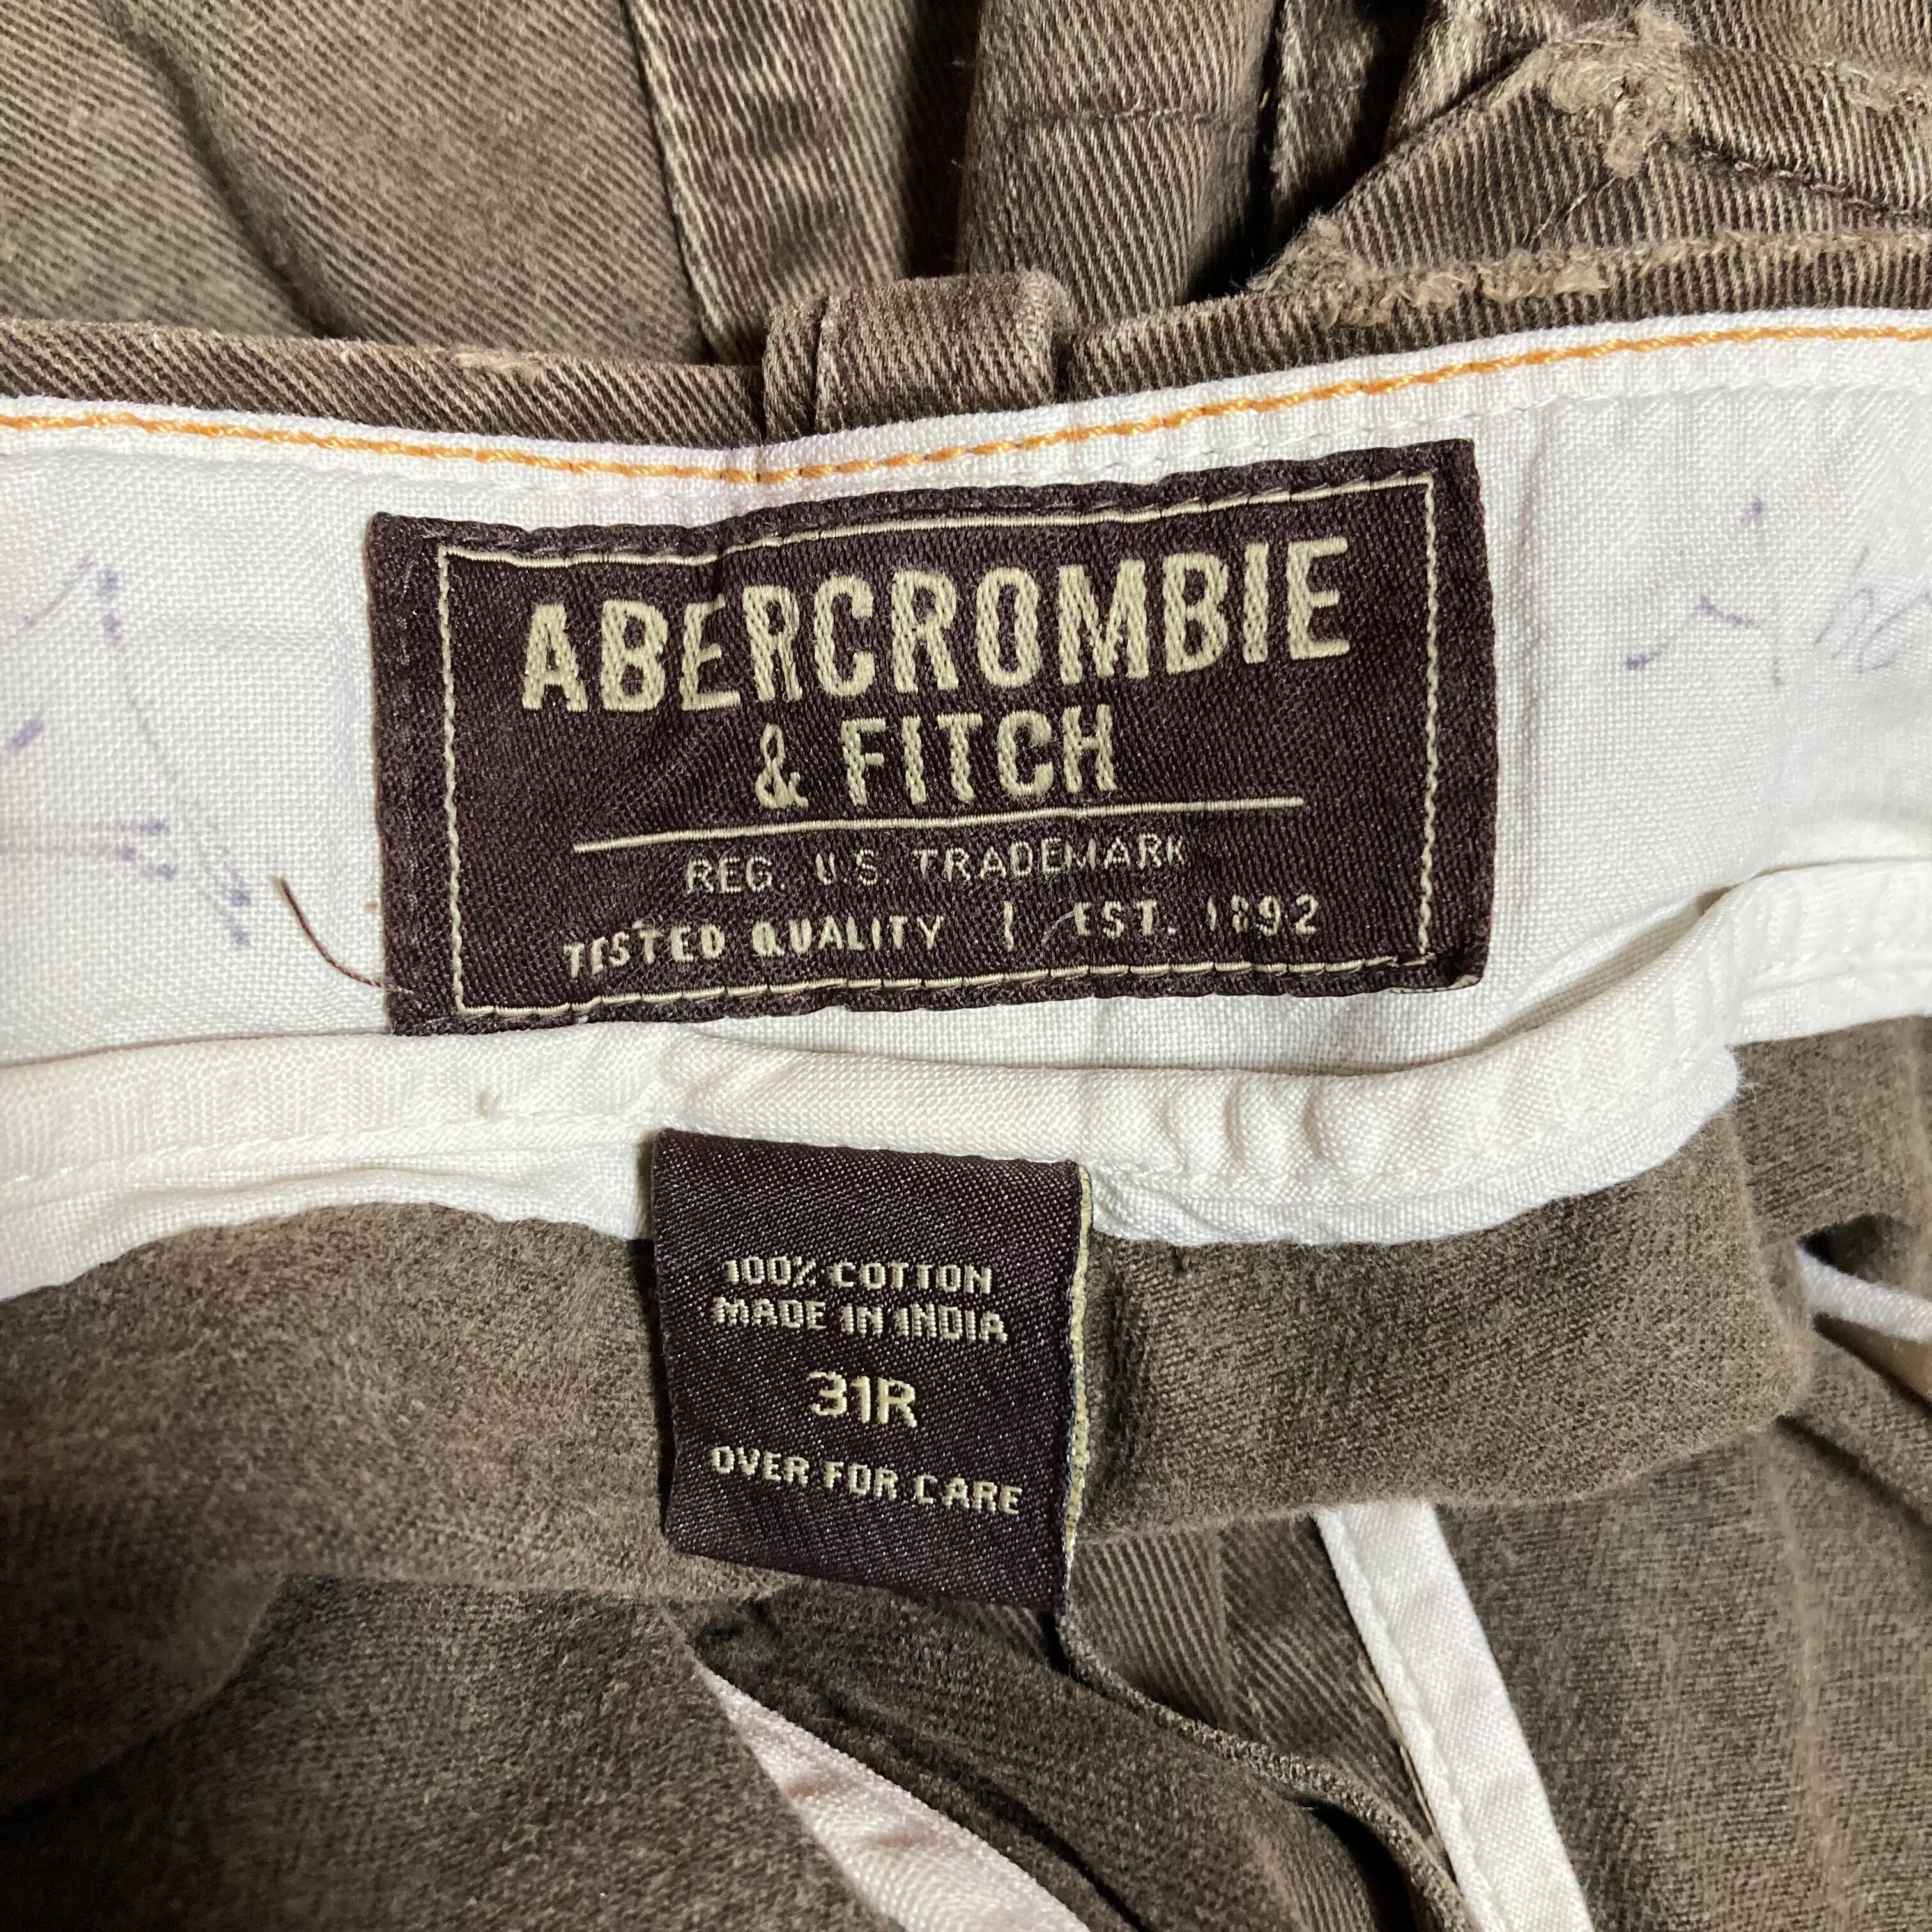 ABERCROMBIE
& FITCH
REG. U.S. TRADEMARK
TESTED QUALITY | EST. 1892
100% COTTON
MADE IN INDIA
31R
OVER FOR CARE